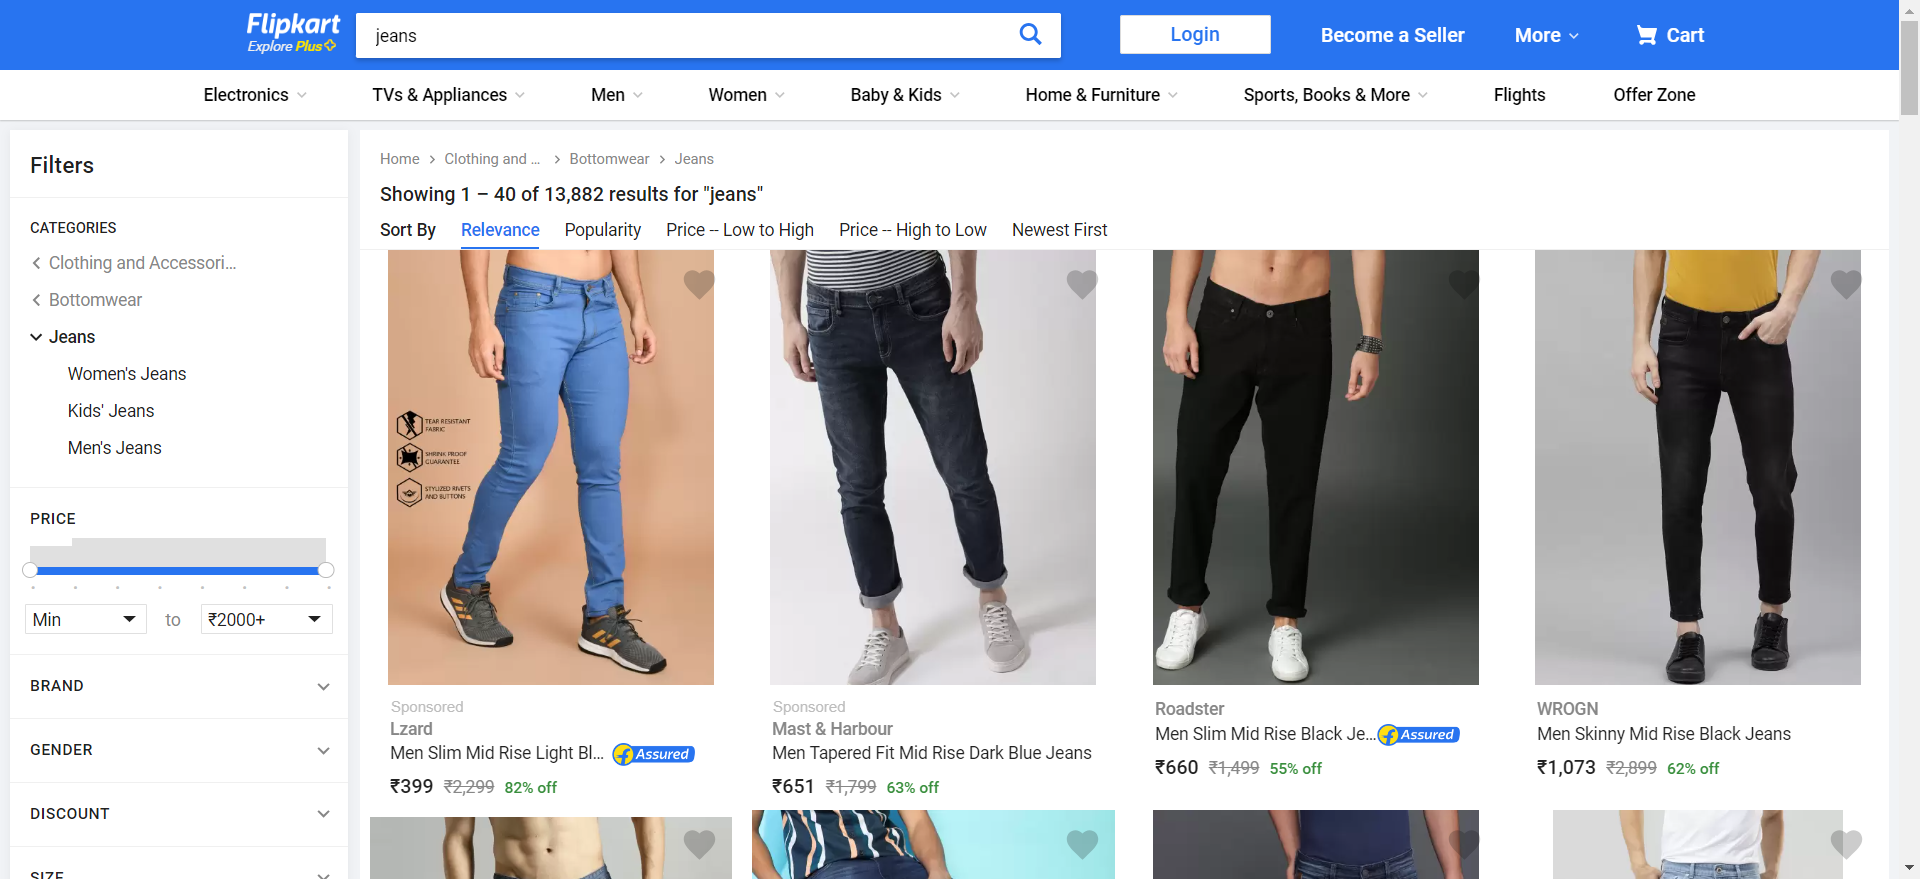 Flipkart
Explore Plus
jeans
Login
Become a Seller
More
Cart
Electronics
TVs & Appliances
Men
Women
Baby & Kids
Home & Furniture
Sports, Books & More
Flights
Offer Zone
Filters
CATEGORIES
Clothing and Accessori...
Bottomwear
Jeans
Women's Jeans
Kids' Jeans
Men's Jeans
PRICE
Min to ₹2000+
BRAND
GENDER
DISCOUNT
SIZE
Home > Clothing and ... > Bottomwear > Jeans
Showing 1 – 40 of 13,882 results for "jeans"
Sort By Relevance Popularity Price -- Low to High Price -- High to Low Newest First
TEAR RESISTANT
FABRIC
SHRINK PROOF
GUARANTEE
STYLIZED RIVETS
AND BUTTONS
Sponsored
Lzard
Men Slim Mid Rise Light Bl... Assured
₹399 ₹2,299 82% off
Sponsored
Mast & Harbour
Men Tapered Fit Mid Rise Dark Blue Jeans
₹651 ₹1,799 63% off
Roadster
Men Slim Mid Rise Black Je... Assured
₹660 ₹1,499 55% off
WROGN
Men Skinny Mid Rise Black Jeans
₹1,073 ₹2,899 62% off